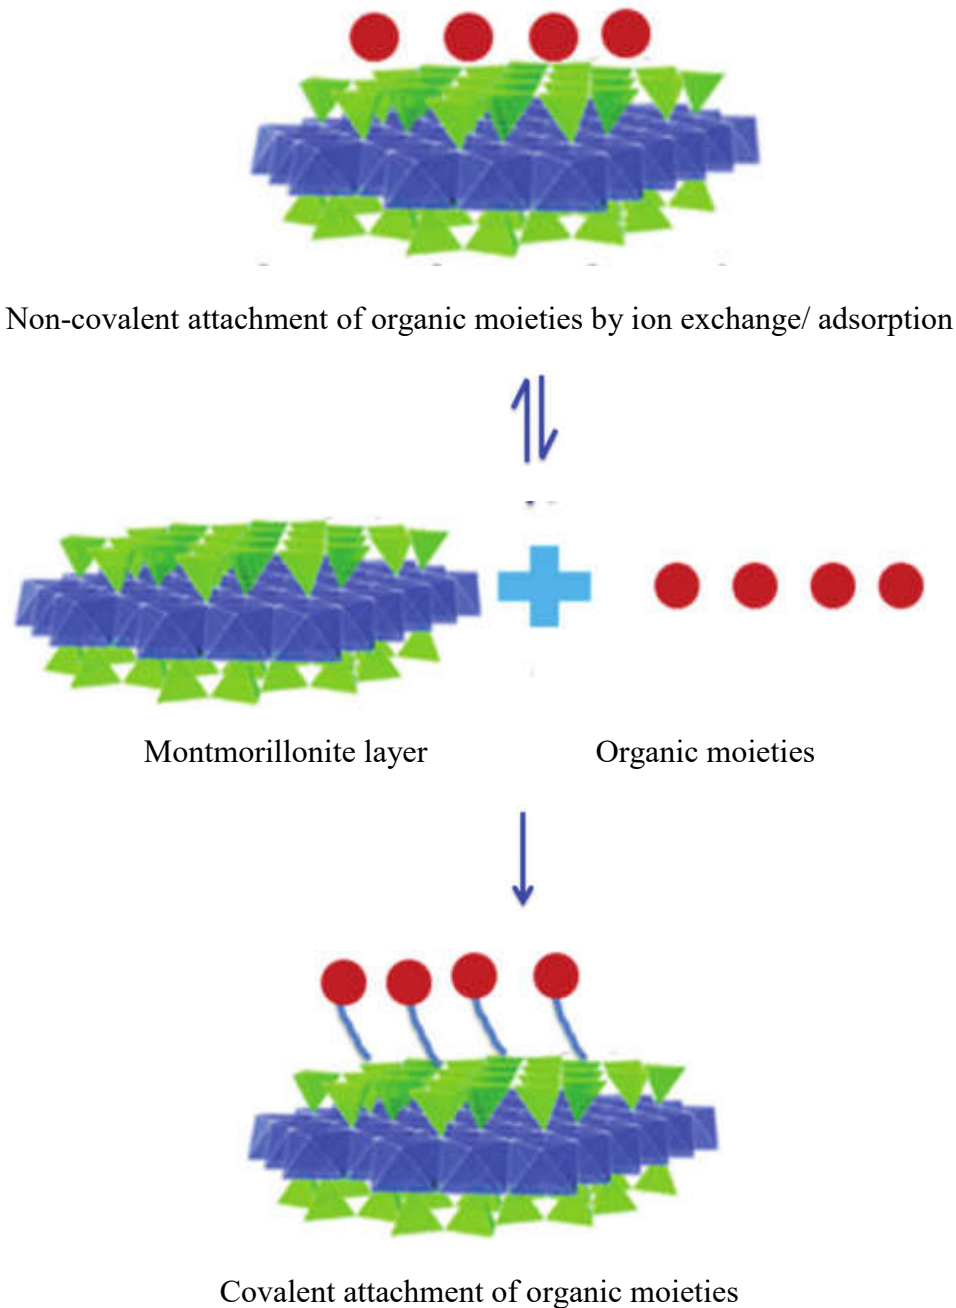 Non-covalent attachment of organic moieties by ion exchange/ adsorption
Montmorillonite layer
Organic moieties
Covalent attachment of organic moieties